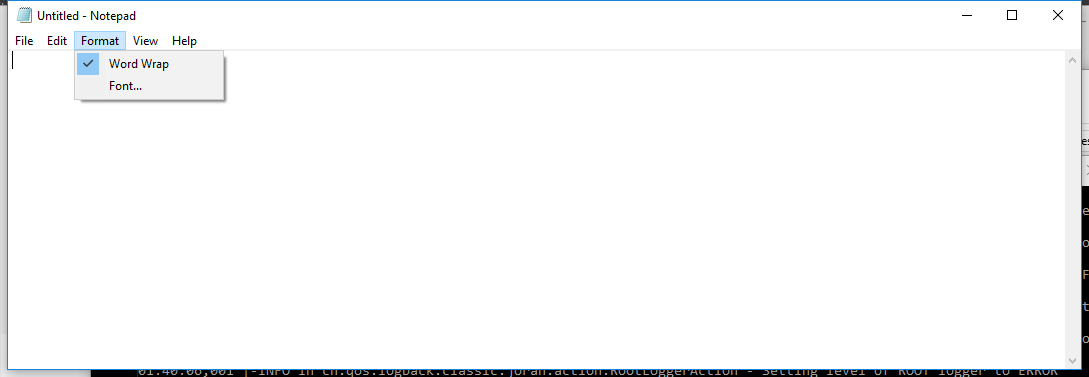 Untitled - Notepad
File Edit Format View Help
Word Wrap
Font...
01:40:06,001 |-INFO in ch.qos.logback.classic.joran.action.RootLoggerAction - Setting level of ROOT logger to ERROR